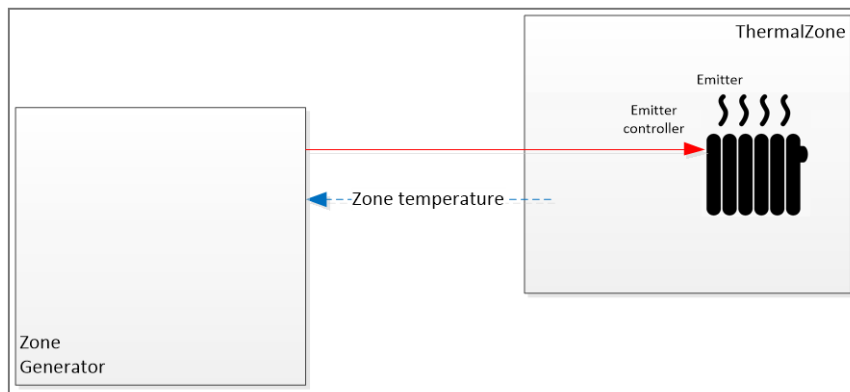 ThermalZone
Emitter
Emitter
controller
Zone temperature
Zone
Generator